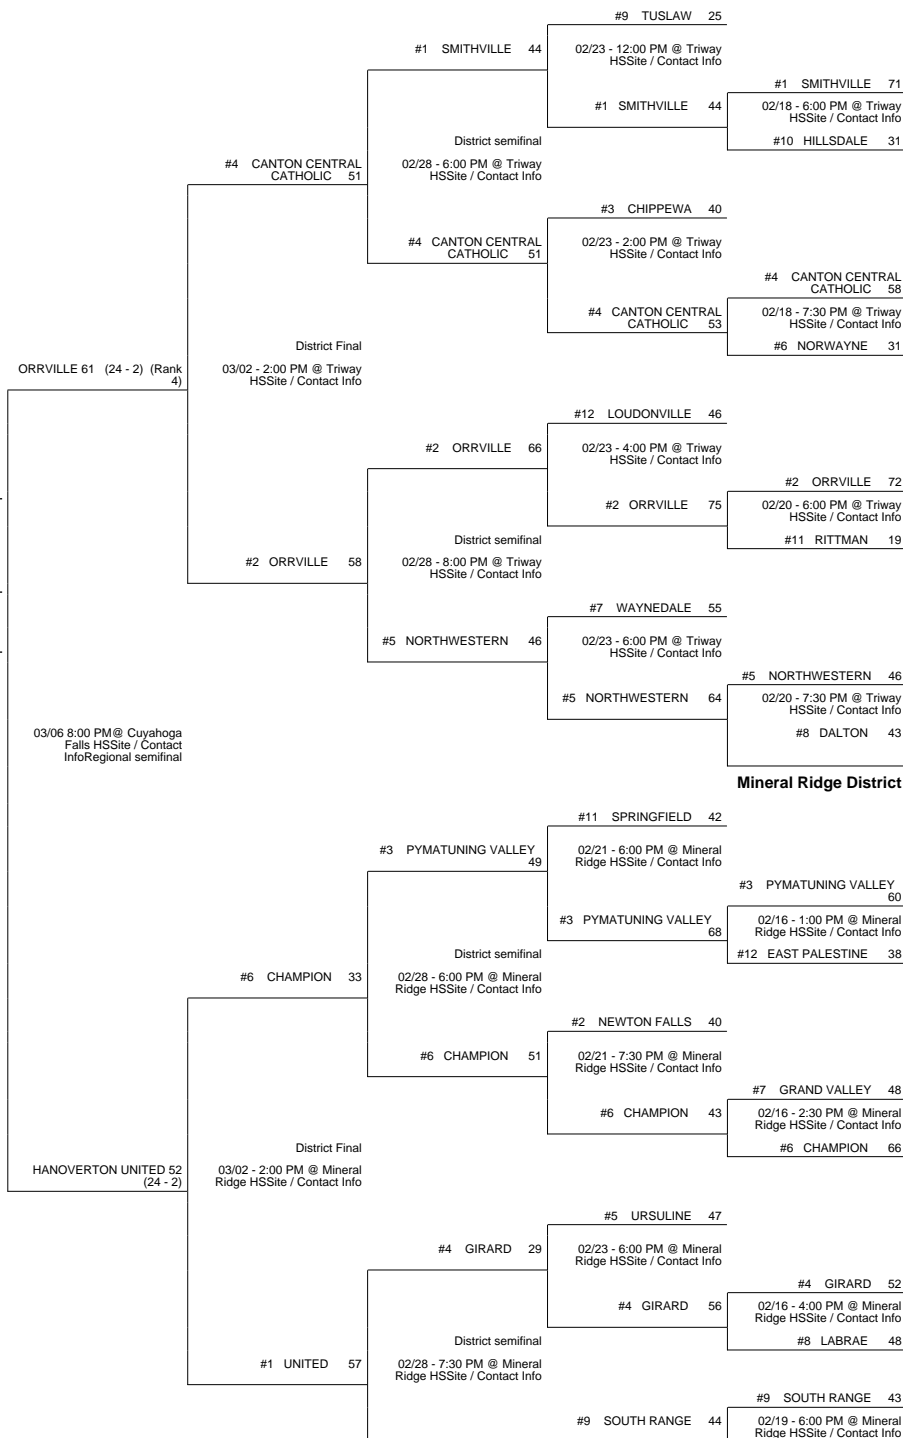 #9 TUSLAW 25
#1 SMITHVILLE 44
02/23 - 12:00 PM @ Triway
HSSite / Contact Info
#1 SMITHVILLE 71
#1 SMITHVILLE 44
02/18 - 6:00 PM @ Triway
HSSite / Contact Info
District semifinal
#10 HILLSDALE 31
#4 CANTON CENTRAL
CATHOLIC 51
02/28 - 6:00 PM @ Triway
HSSite / Contact Info
#3 CHIPPEWA 40
#4 CANTON CENTRAL
CATHOLIC 51
02/23 - 2:00 PM @ Triway
HSSite / Contact Info
#4 CANTON CENTRAL
CATHOLIC 58
#4 CANTON CENTRAL
CATHOLIC 53
02/18 - 7:30 PM @ Triway
HSSite / Contact Info
District Final
#6 NORWAYNE 31
ORRVILLE 61 (24 - 2) (Rank
4)
03/02 - 2:00 PM @ Triway
HSSite / Contact Info
#12 LOUDONVILLE 46
#2 ORRVILLE 66
02/23 - 4:00 PM @ Triway
HSSite / Contact Info
#2 ORRVILLE 72
#2 ORRVILLE 75
02/20 - 6:00 PM @ Triway
HSSite / Contact Info
District semifinal
#11 RITTMAN 19
#2 ORRVILLE 58
02/28 - 8:00 PM @ Triway
HSSite / Contact Info
#7 WAYNEDALE 55
#5 NORTHWESTERN 46
02/23 - 6:00 PM @ Triway
HSSite / Contact Info
#5 NORTHWESTERN 46
#5 NORTHWESTERN 64
02/20 - 7:30 PM @ Triway
HSSite / Contact Info
03/06 8:00 PM@ Cuyahoga
Falls HSSite / Contact
InfoRegional semifinal
#8 DALTON 43
Mineral Ridge District
#11 SPRINGFIELD 42
#3 PYMATUNING VALLEY
49
02/21 - 6:00 PM @ Mineral
Ridge HSSite / Contact Info
#3 PYMATUNING VALLEY
60
#3 PYMATUNING VALLEY
68
02/16 - 1:00 PM @ Mineral
Ridge HSSite / Contact Info
District semifinal
#12 EAST PALESTINE 38
#6 CHAMPION 33
02/28 - 6:00 PM @ Mineral
Ridge HSSite / Contact Info
#2 NEWTON FALLS 40
#6 CHAMPION 51
02/21 - 7:30 PM @ Mineral
Ridge HSSite / Contact Info
#7 GRAND VALLEY 48
#6 CHAMPION 43
02/16 - 2:30 PM @ Mineral
Ridge HSSite / Contact Info
District Final
#6 CHAMPION 66
HANOVERTON UNITED 52
(24 - 2)
03/02 - 2:00 PM @ Mineral
Ridge HSSite / Contact Info
#5 URSULINE 47
#4 GIRARD 29
02/23 - 6:00 PM @ Mineral
Ridge HSSite / Contact Info
#4 GIRARD 52
#4 GIRARD 56
02/16 - 4:00 PM @ Mineral
Ridge HSSite / Contact Info
District semifinal
#8 LABRAE 48
#1 UNITED 57
02/28 - 7:30 PM @ Mineral
Ridge HSSite / Contact Info
#9 SOUTH RANGE 43
#9 SOUTH RANGE 44
02/19 - 6:00 PM @ Mineral
Ridge HSSite / Contact Info